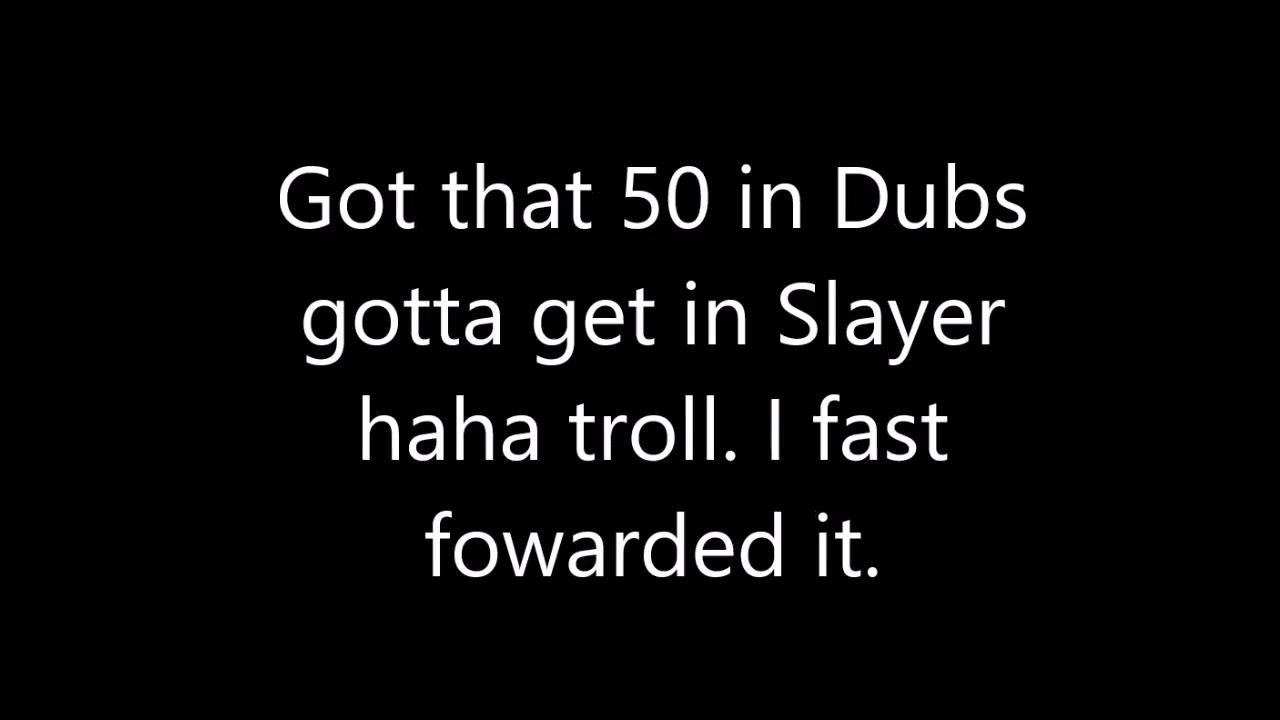 Got that 50 in Dubs
gotta get in Slayer
haha troll. I fast
fowarded it.